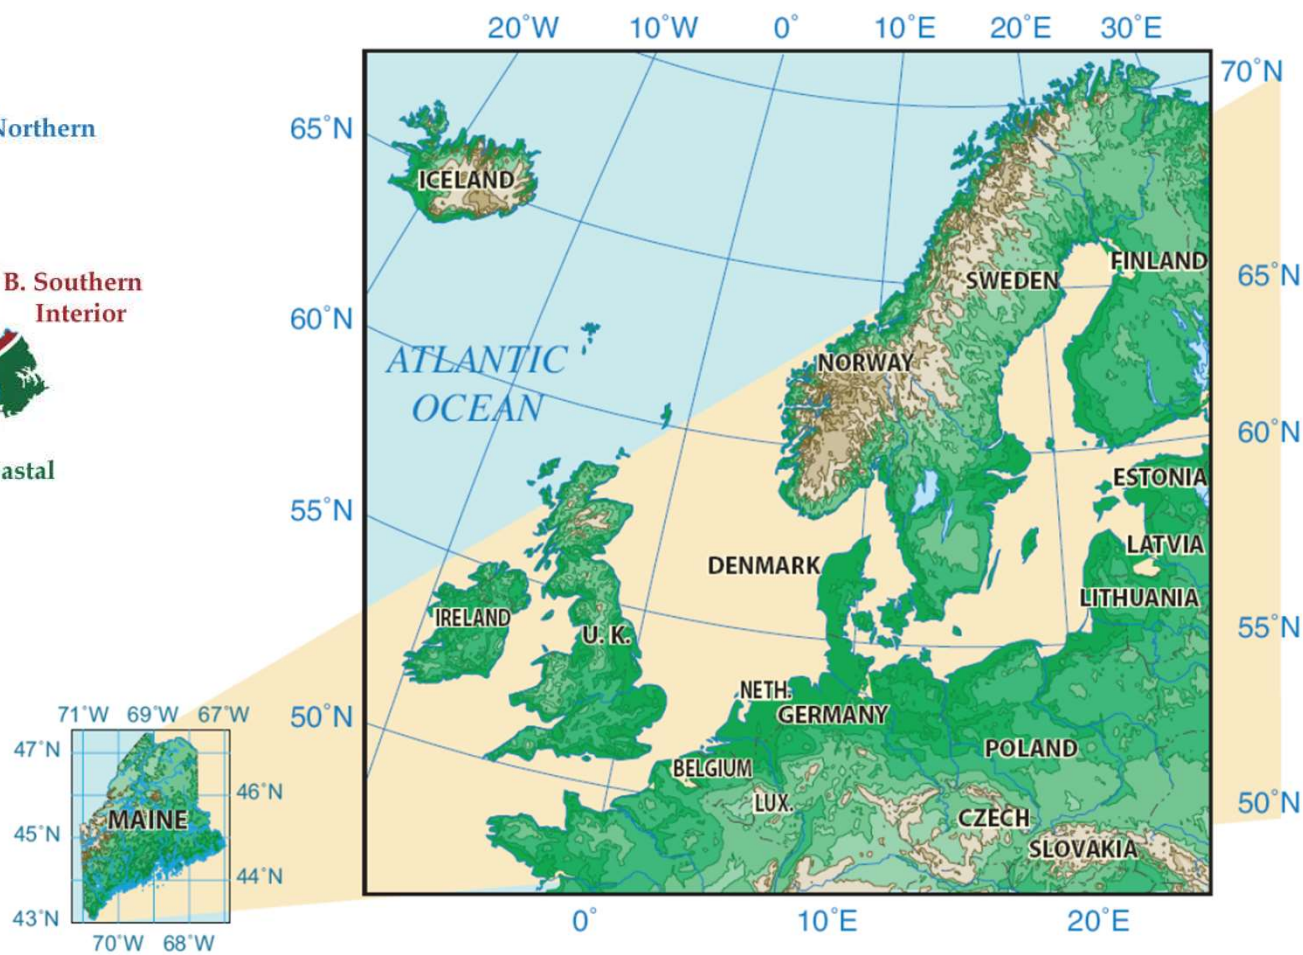 20°W 10°W 0° 10°E 20°E 30°E
70°N
65°N
Northern
ICELAND
FINLAND
65°N
SWEDEN
B. Southern
Interior
60°N
ATLANTIC
OCEAN
NORWAY
60°N
astal
ESTONIA
55°N
LATVIA
DENMARK
LITHUANIA
IRELAND
U. K.
55°N
NETH.
GERMANY
50°N
POLAND
BELGIUM
LUX.
CZECH
50°N
SLOVAKIA
71°W 69°W 67°W
47°N
46°N
MAINE
45°N
44°N
43°N
70°W 68°W
0° 10°E 20°E